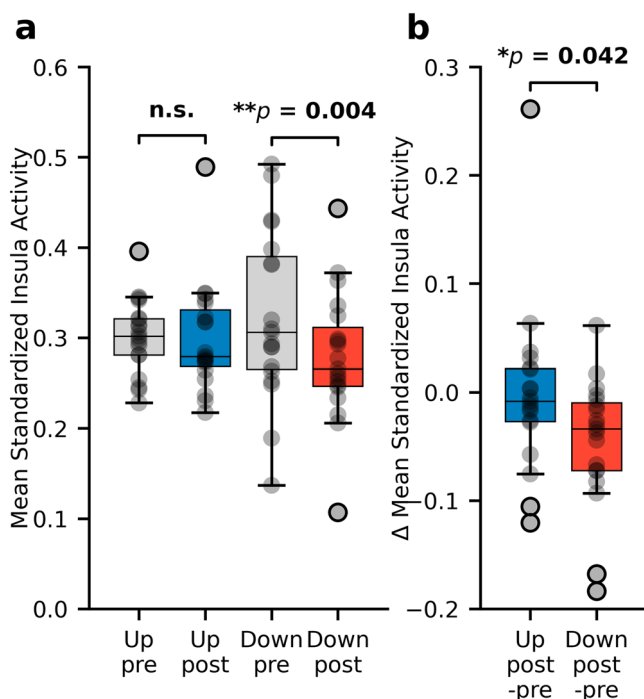 a
Mean Standardized Insula Activity
0.6
0.5
0.4
0.3
0.2
0.1
0.0
n.s.
**p = 0.004
Up
pre
Up
post
Down
pre
Down
post
b
Δ Mean Standardized Insula Activity
0.3
0.2
0.1
0.0
−0.1
−0.2
*p = 0.042
Up
post
-pre
Down
post
-pre